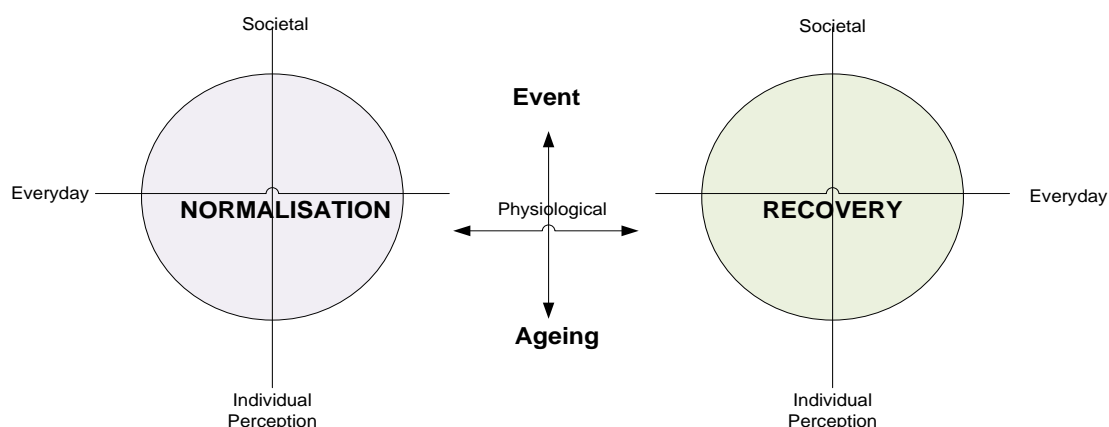 Societal
Societal
Event
Everyday
Everyday
NORMALISATION
Physiological
RECOVERY
Ageing
Individual
Perception
Individual
Perception